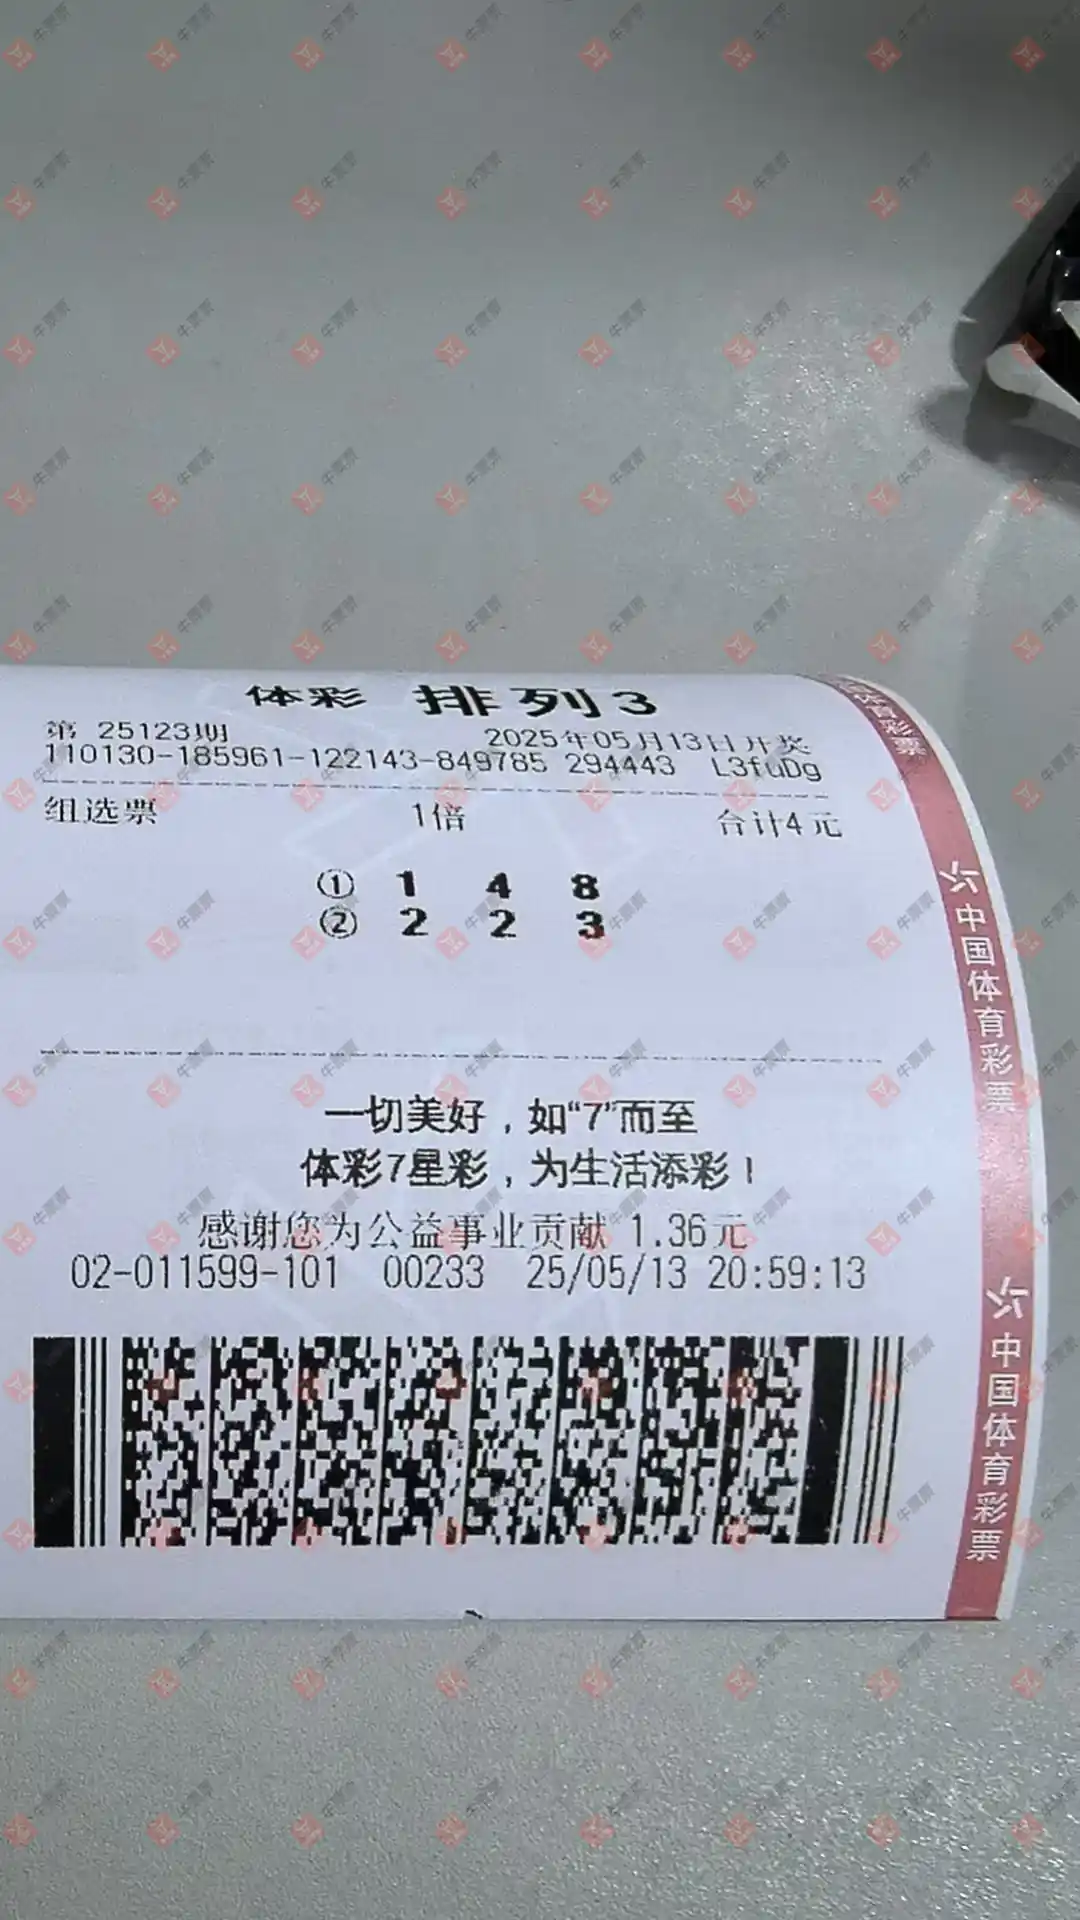 体彩 排列3
第 25123期 2025年05月13日开奖
110130-185961-122143-849785 294443 L3fuDg
组选票 1倍 合计4元
① 1 4 8
② 2 2 3
一切美好，如“7”而至
体彩7星彩，为生活添彩！
感谢您为公益事业贡献 1.36元
02-011599-101 00233 25/05/13 20:59:13
中国体育彩票
中国体育彩票
牛票票